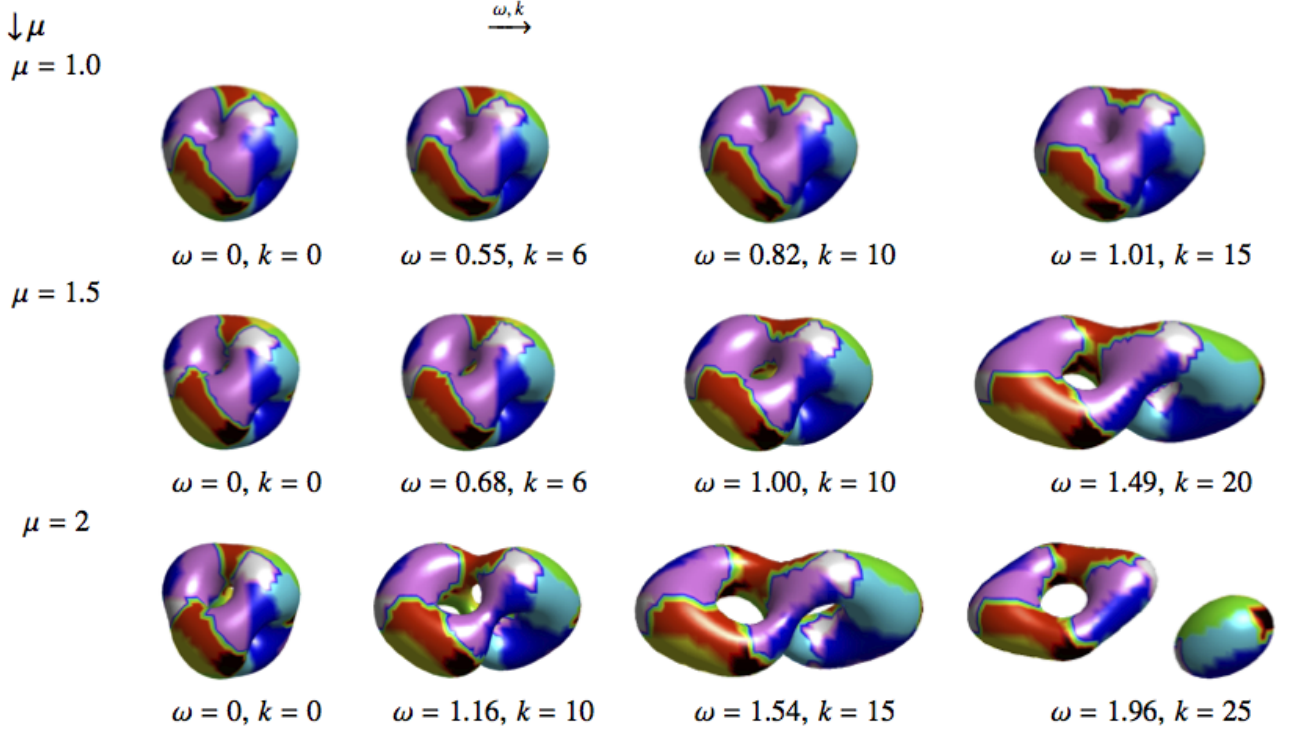 ↓μ
ω, k
→
μ = 1.0
ω = 0, k = 0
ω = 0.55, k = 6
ω = 0.82, k = 10
ω = 1.01, k = 15
μ = 1.5
ω = 0, k = 0
ω = 0.68, k = 6
ω = 1.00, k = 10
ω = 1.49, k = 20
μ = 2
ω = 0, k = 0
ω = 1.16, k = 10
ω = 1.54, k = 15
ω = 1.96, k = 25